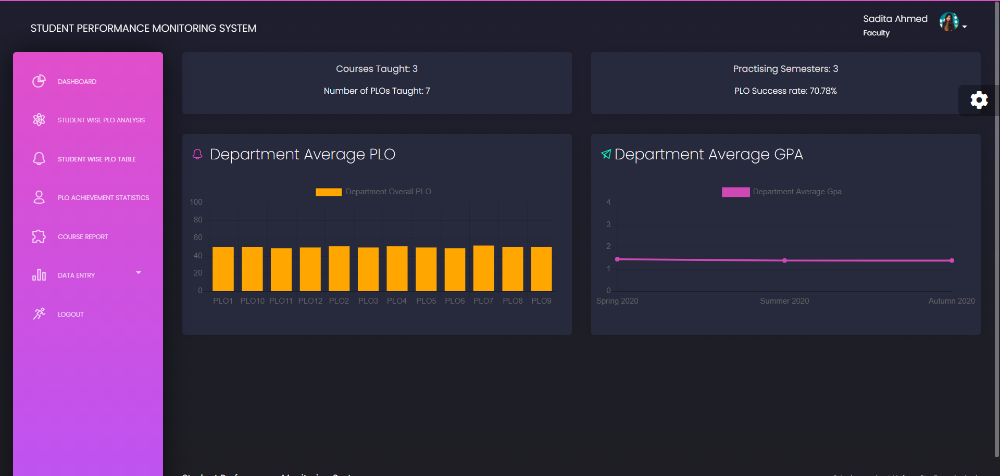 STUDENT PERFORMANCE MONITORING SYSTEM
Sadita Ahmed
Faculty
DASHBOARD
STUDENT WISE PLO ANALYSIS
STUDENT WISE PLO TABLE
PLO ACHIEVEMENT STATISTICS
COURSE REPORT
DATA ENTRY
LOGOUT
Courses Taught: 3
Number of PLOs Taught: 7
Practising Semesters: 3
PLO Success rate: 70.78%
Department Average PLO
Department Overall PLO
100
80
60
40
20
0
PLO1 PLO10 PLO11 PLO12 PLO2 PLO3 PLO4 PLO5 PLO6 PLO7 PLO8 PLO9
Department Average GPA
Department Average Gpa
4
3
2
1
0
Spring 2020 Summer 2020 Autumn 2020